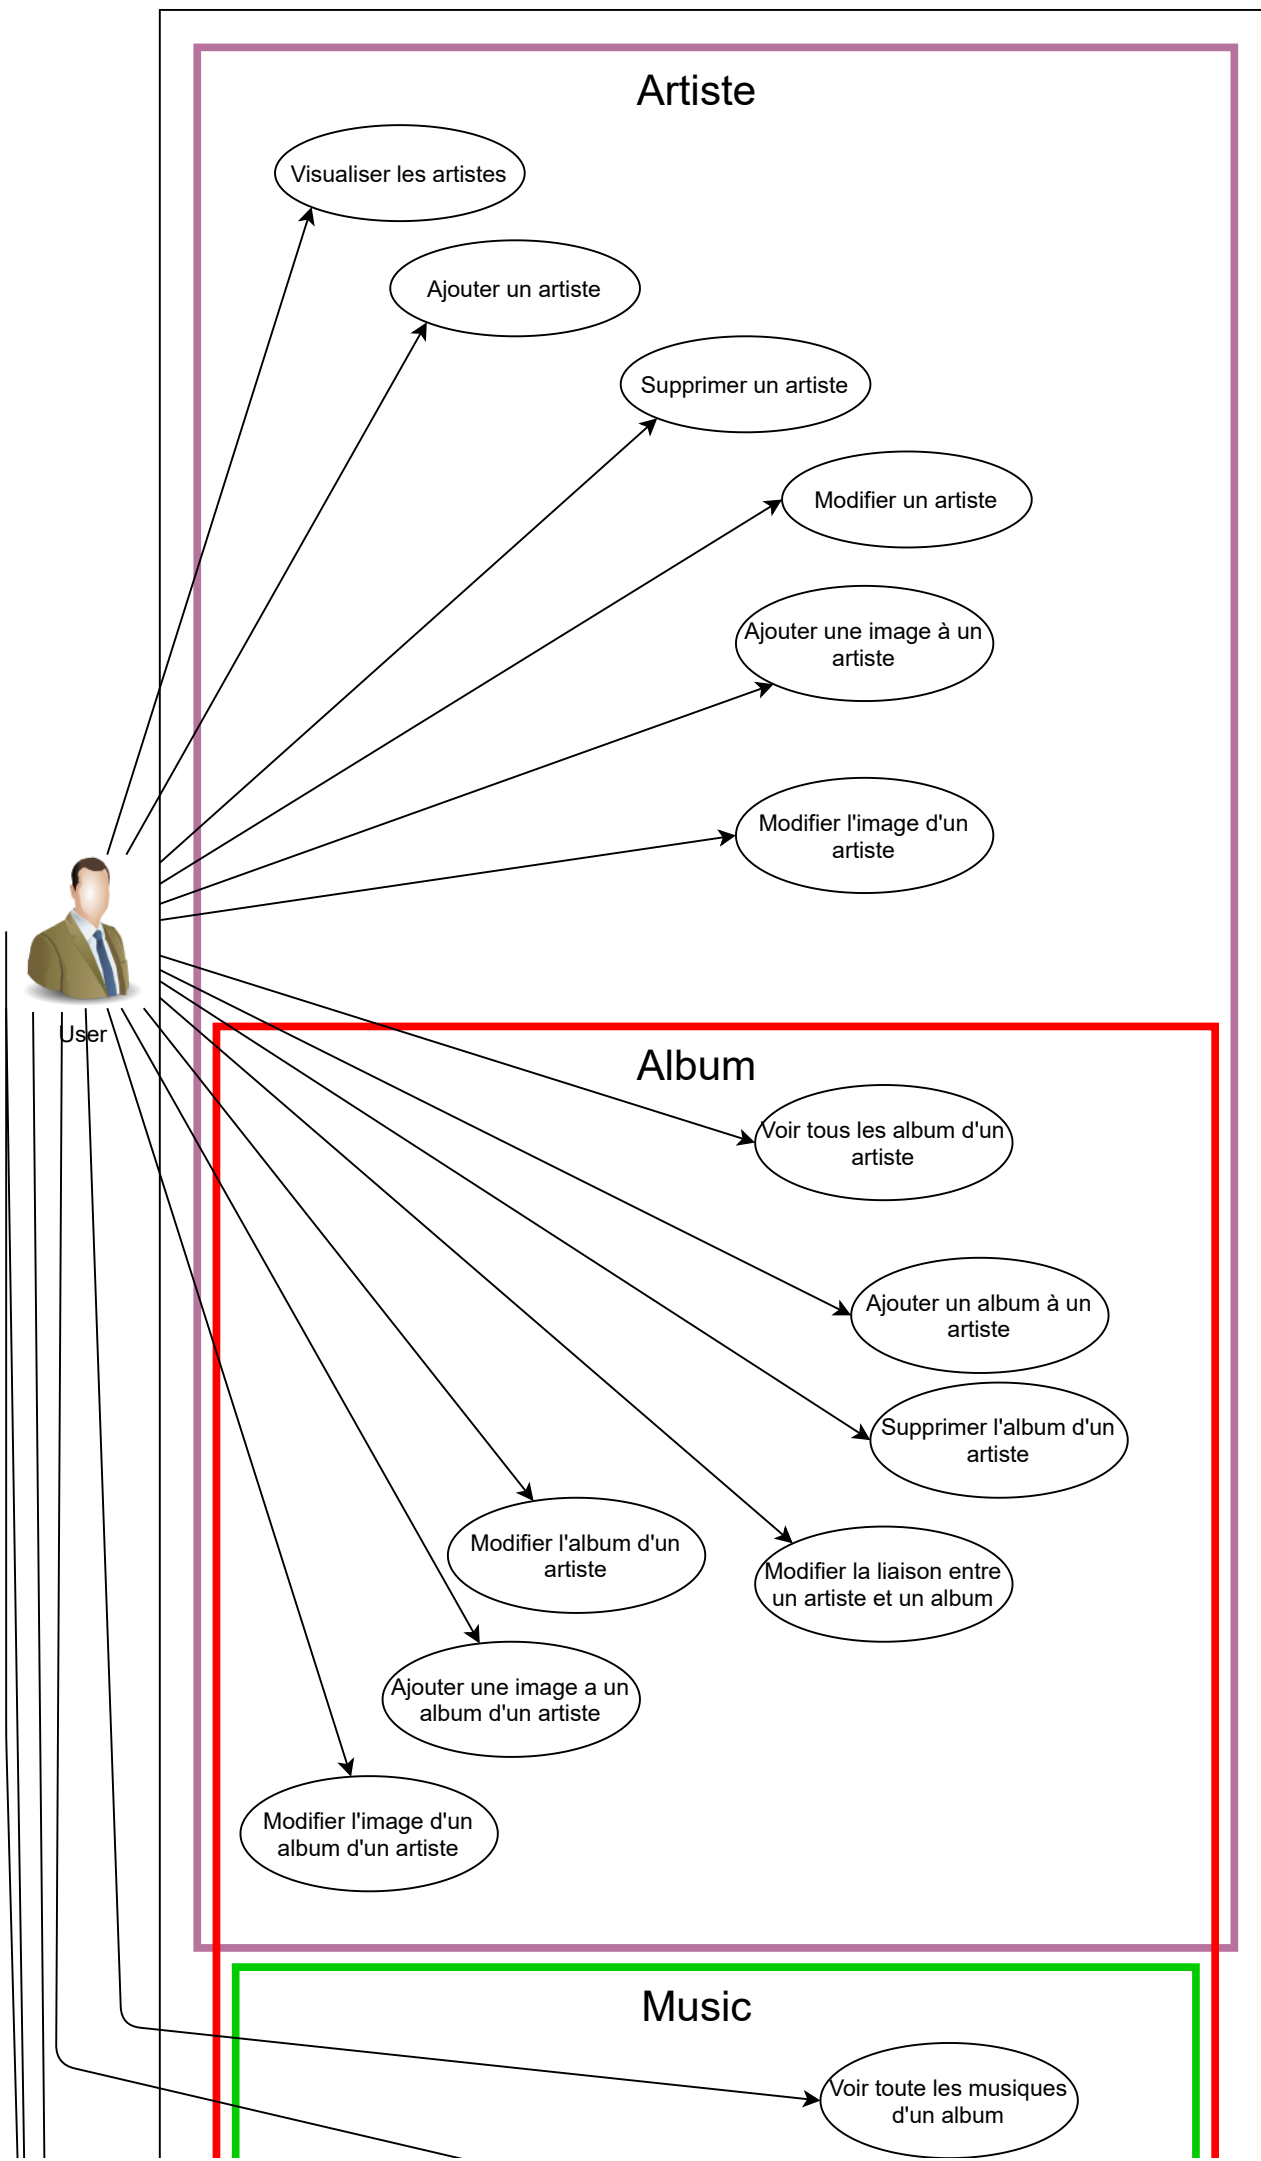 Artiste
Visualiser les artistes
Ajouter un artiste
Supprimer un artiste
Modifier un artiste
Ajouter une image à un
artiste
Modifier l'image d'un
artiste
User
Album
Voir tous les album d'un
artiste
Ajouter un album à un
artiste
Supprimer l'album d'un
artiste
Modifier l'album d'un
artiste
Modifier la liaison entre
un artiste et un album
Ajouter une image a un
album d'un artiste
Modifier l'image d'un
album d'un artiste
Music
Voir toute les musiques
d'un album